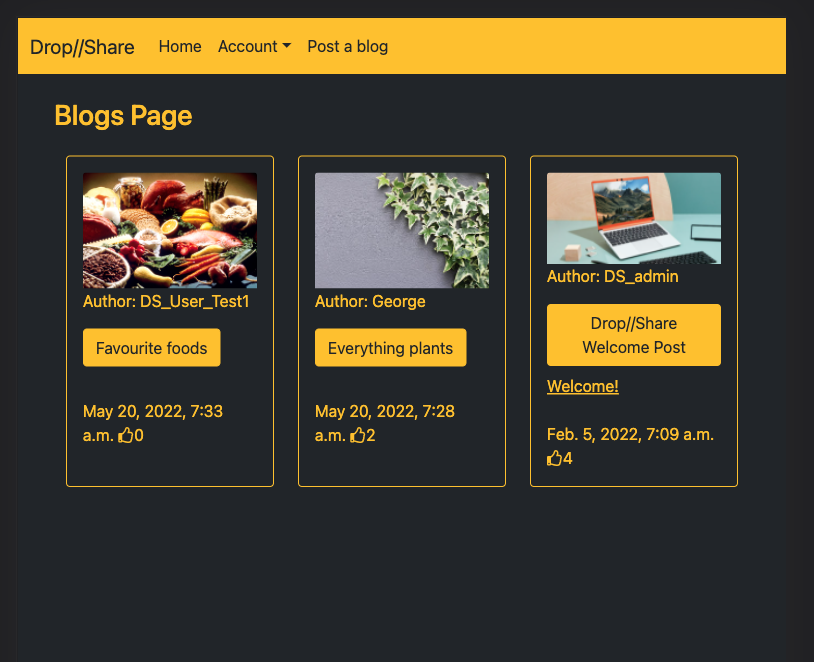 Drop//Share Home Account Post a blog
Blogs Page
Author: DS_User_Test1
Favourite foods
May 20, 2022, 7:33
a.m. 0
Author: George
Everything plants
May 20, 2022, 7:28
a.m. 2
Author: DS_admin
Drop//Share
Welcome Post
Welcome!
Feb. 5, 2022, 7:09 a.m.
4